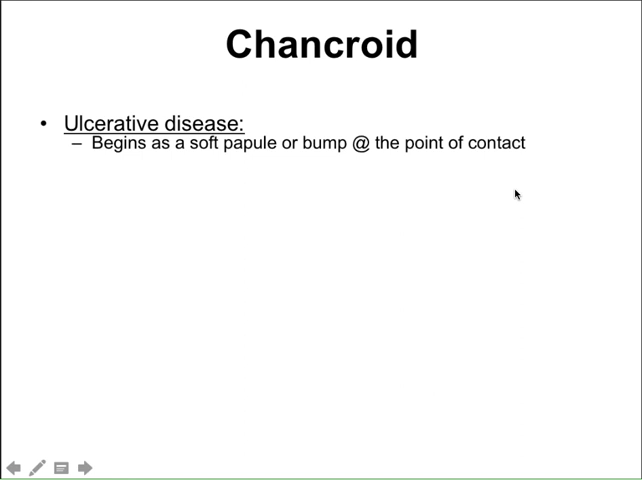 Chancroid
• Ulcerative disease:
– Begins as a soft papule or bump @ the point of contact